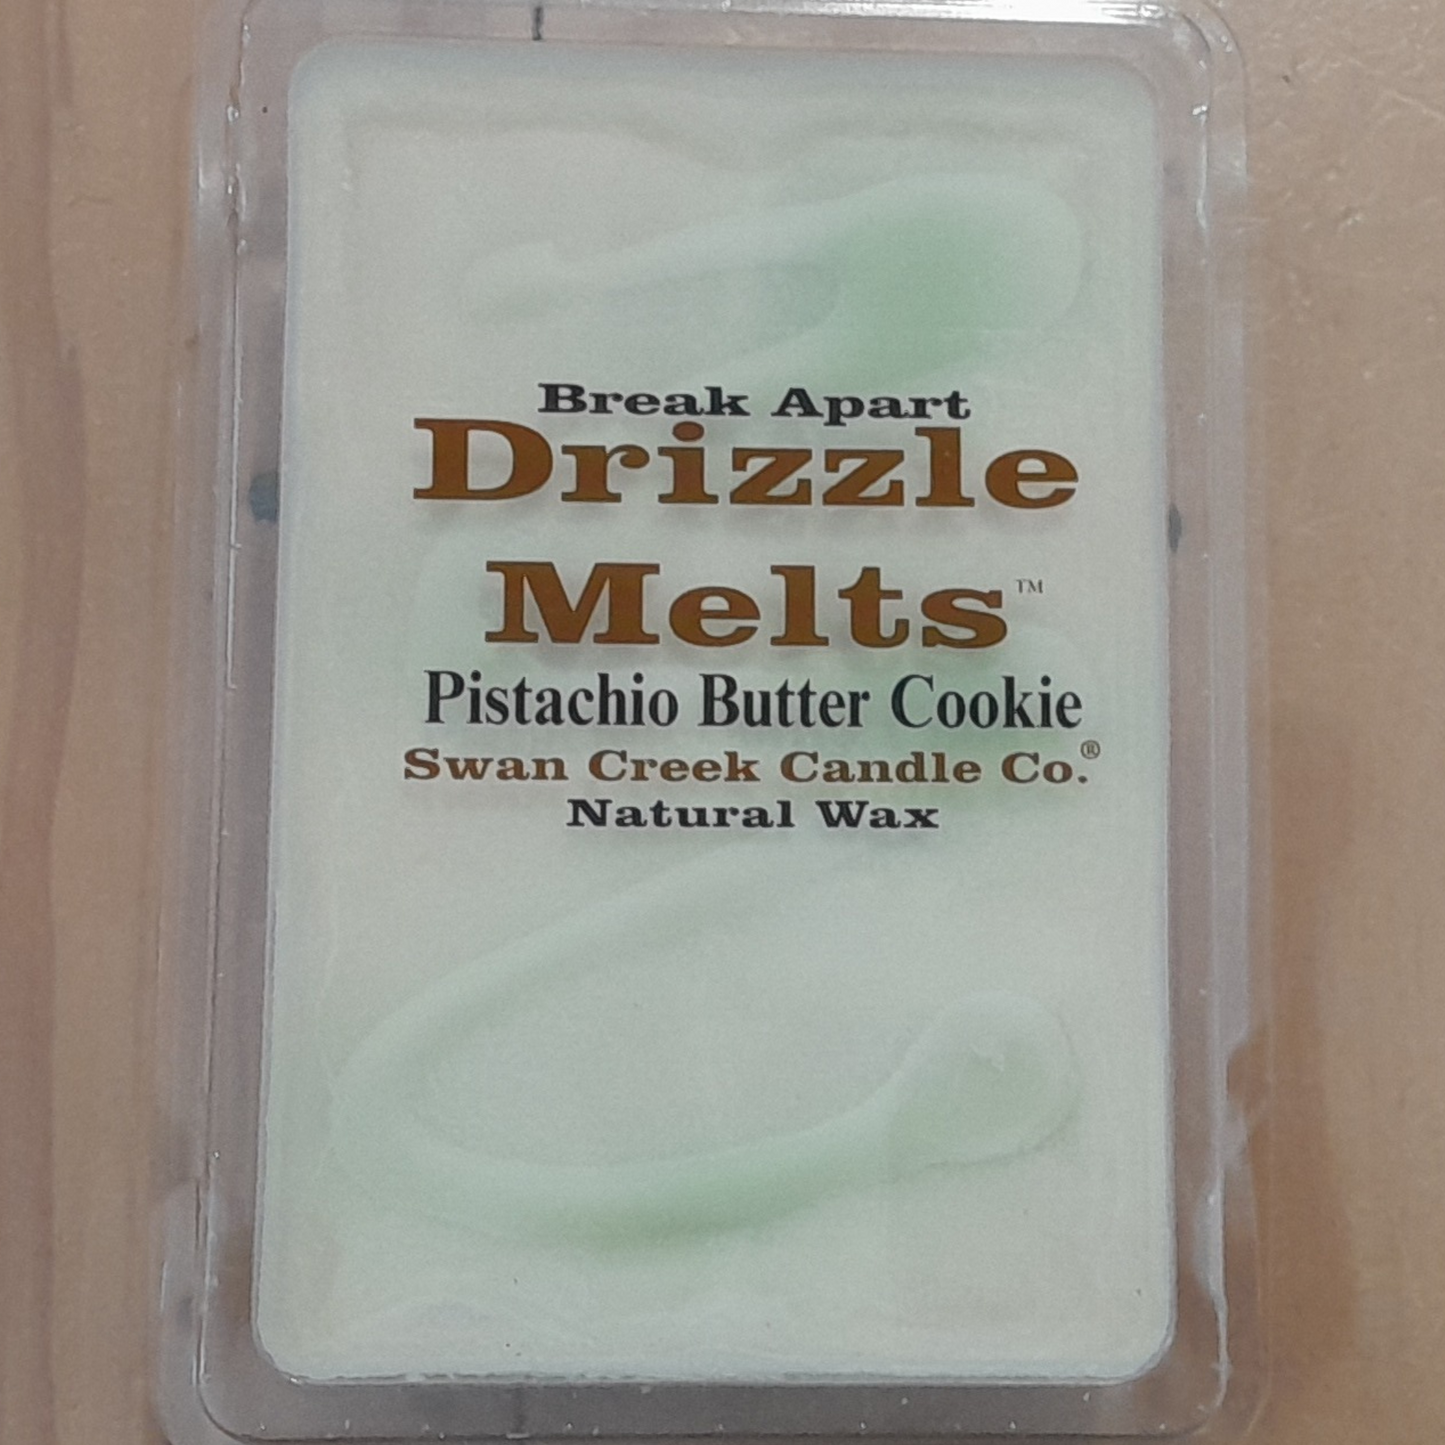 Break Apart
Drizzle
Melts™
Pistachio Butter Cookie
Swan Creek Candle Co.®
Natural Wax